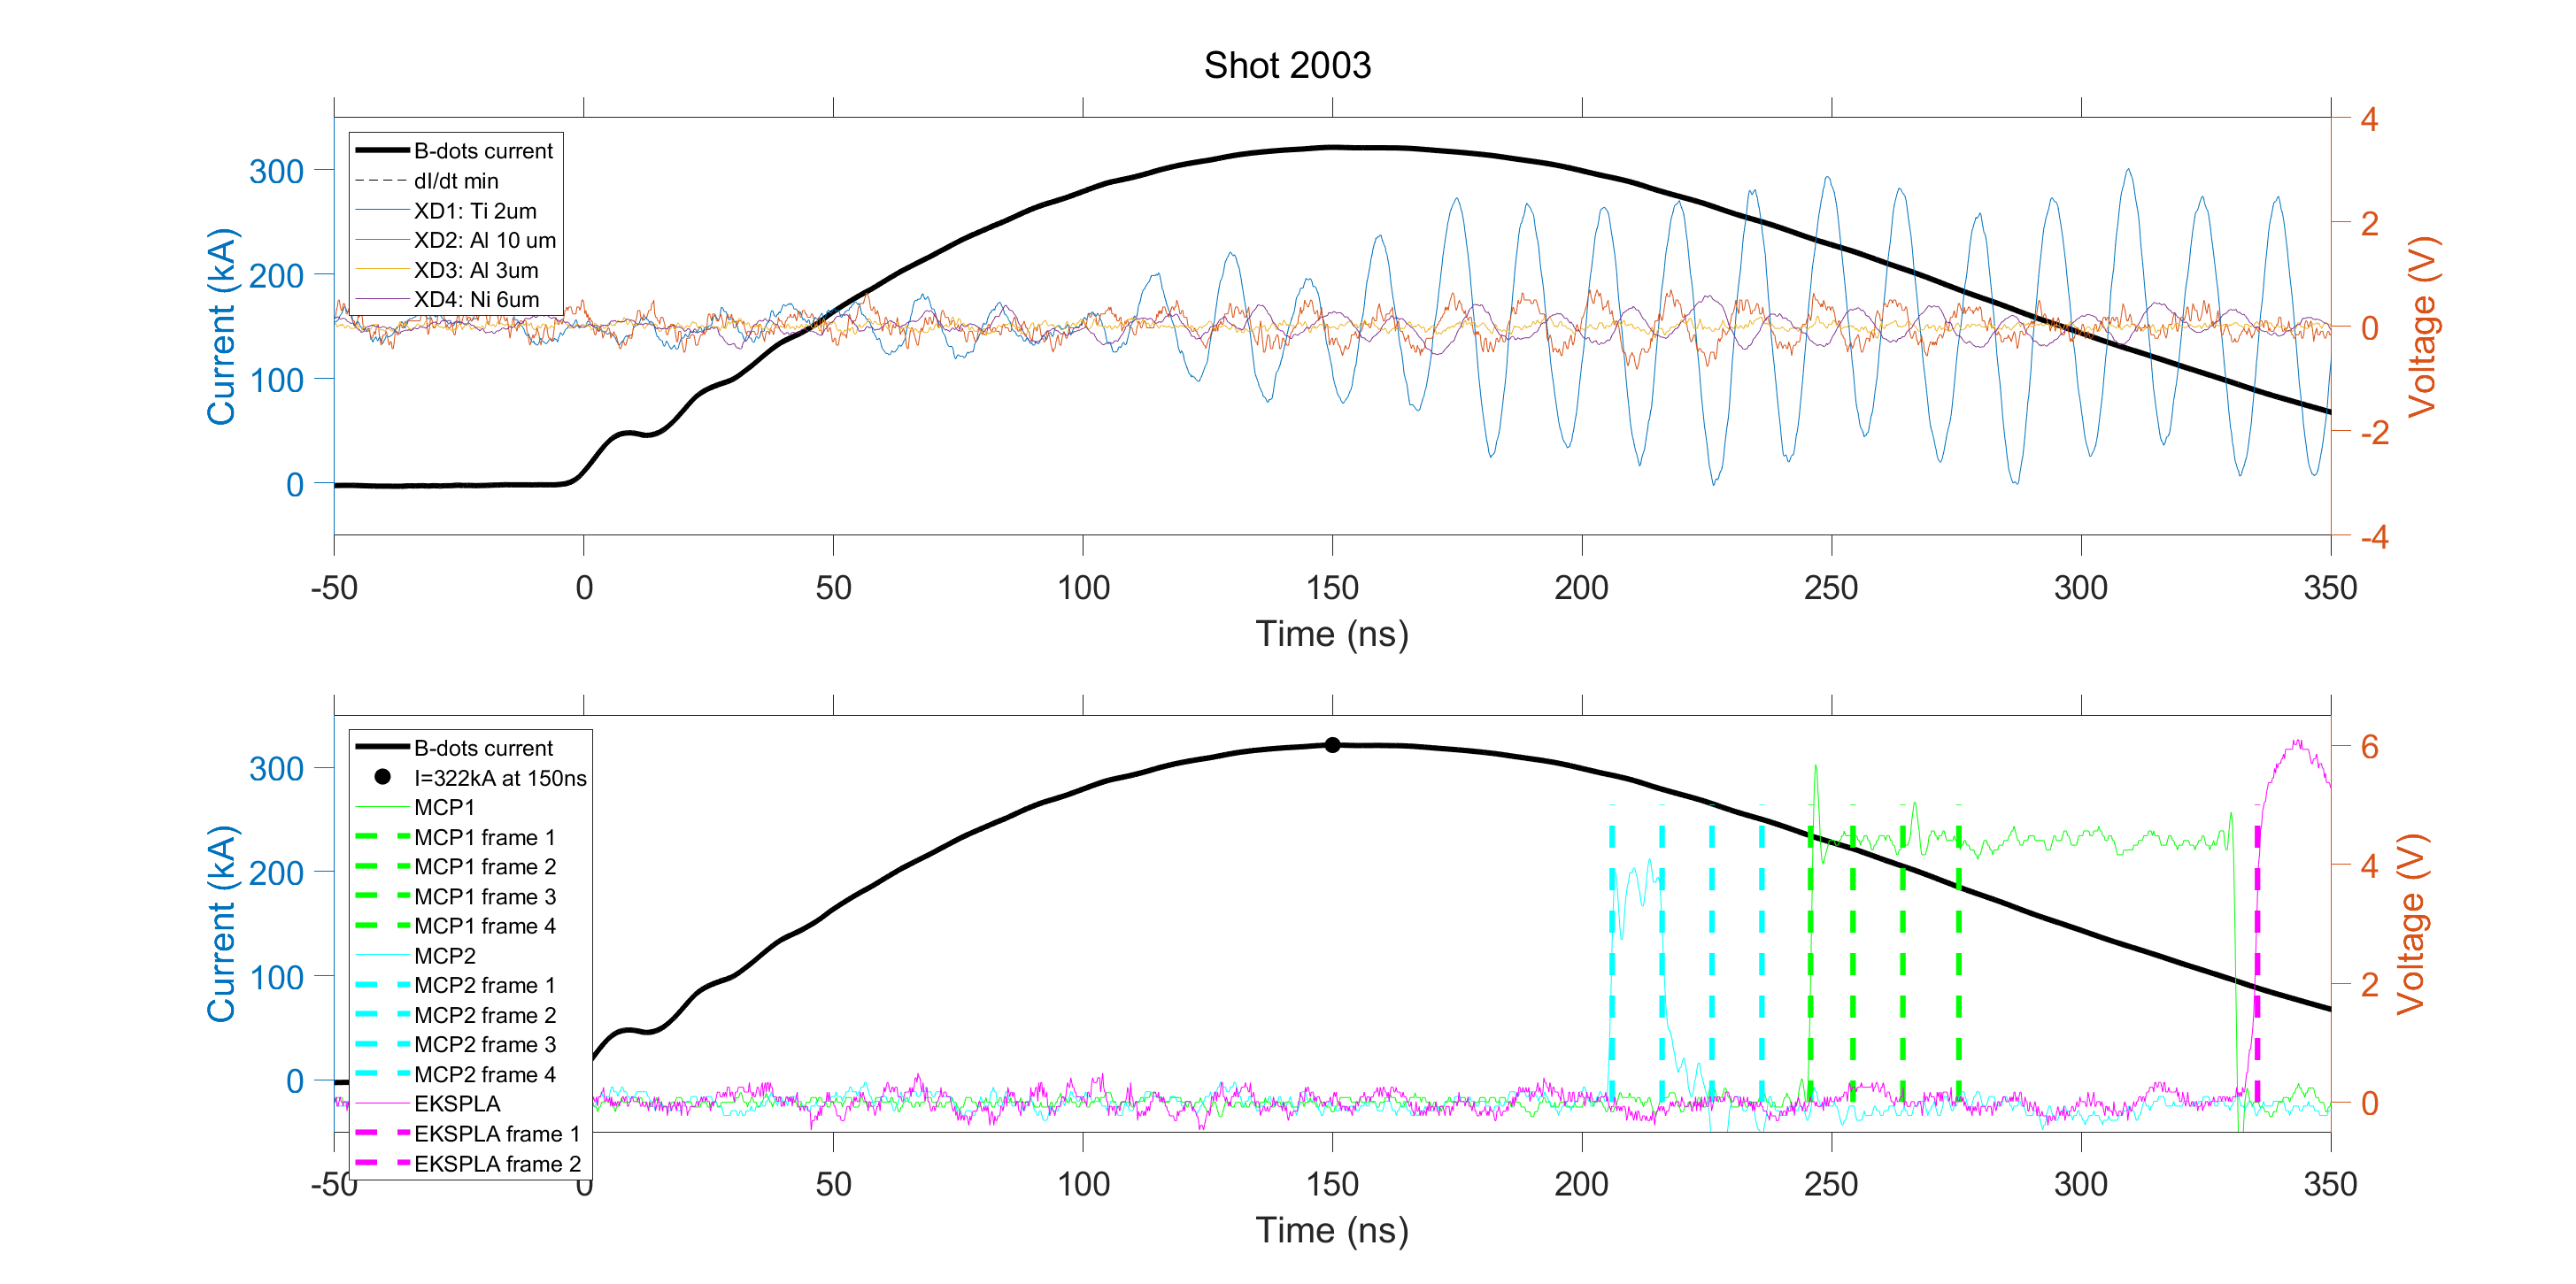 Shot 2003
Current (kA)
300
200
100
0
B-dots current
dI/dt min
XD1: Ti 2um
XD2: Al 10 um
XD3: Al 3um
XD4: Ni 6um
4
2
0
-2
-4
Voltage (V)
-50 0 50 100 150 200 250 300 350
Time (ns)
Current (kA)
300
200
100
0
B-dots current
I=322kA at 150ns
MCP1
MCP1 frame 1
MCP1 frame 2
MCP1 frame 3
MCP1 frame 4
MCP2
MCP2 frame 1
MCP2 frame 2
MCP2 frame 3
MCP2 frame 4
EKSPLA
EKSPLA frame 1
EKSPLA frame 2
6
4
2
0
Voltage (V)
-50 0 50 100 150 200 250 300 350
Time (ns)